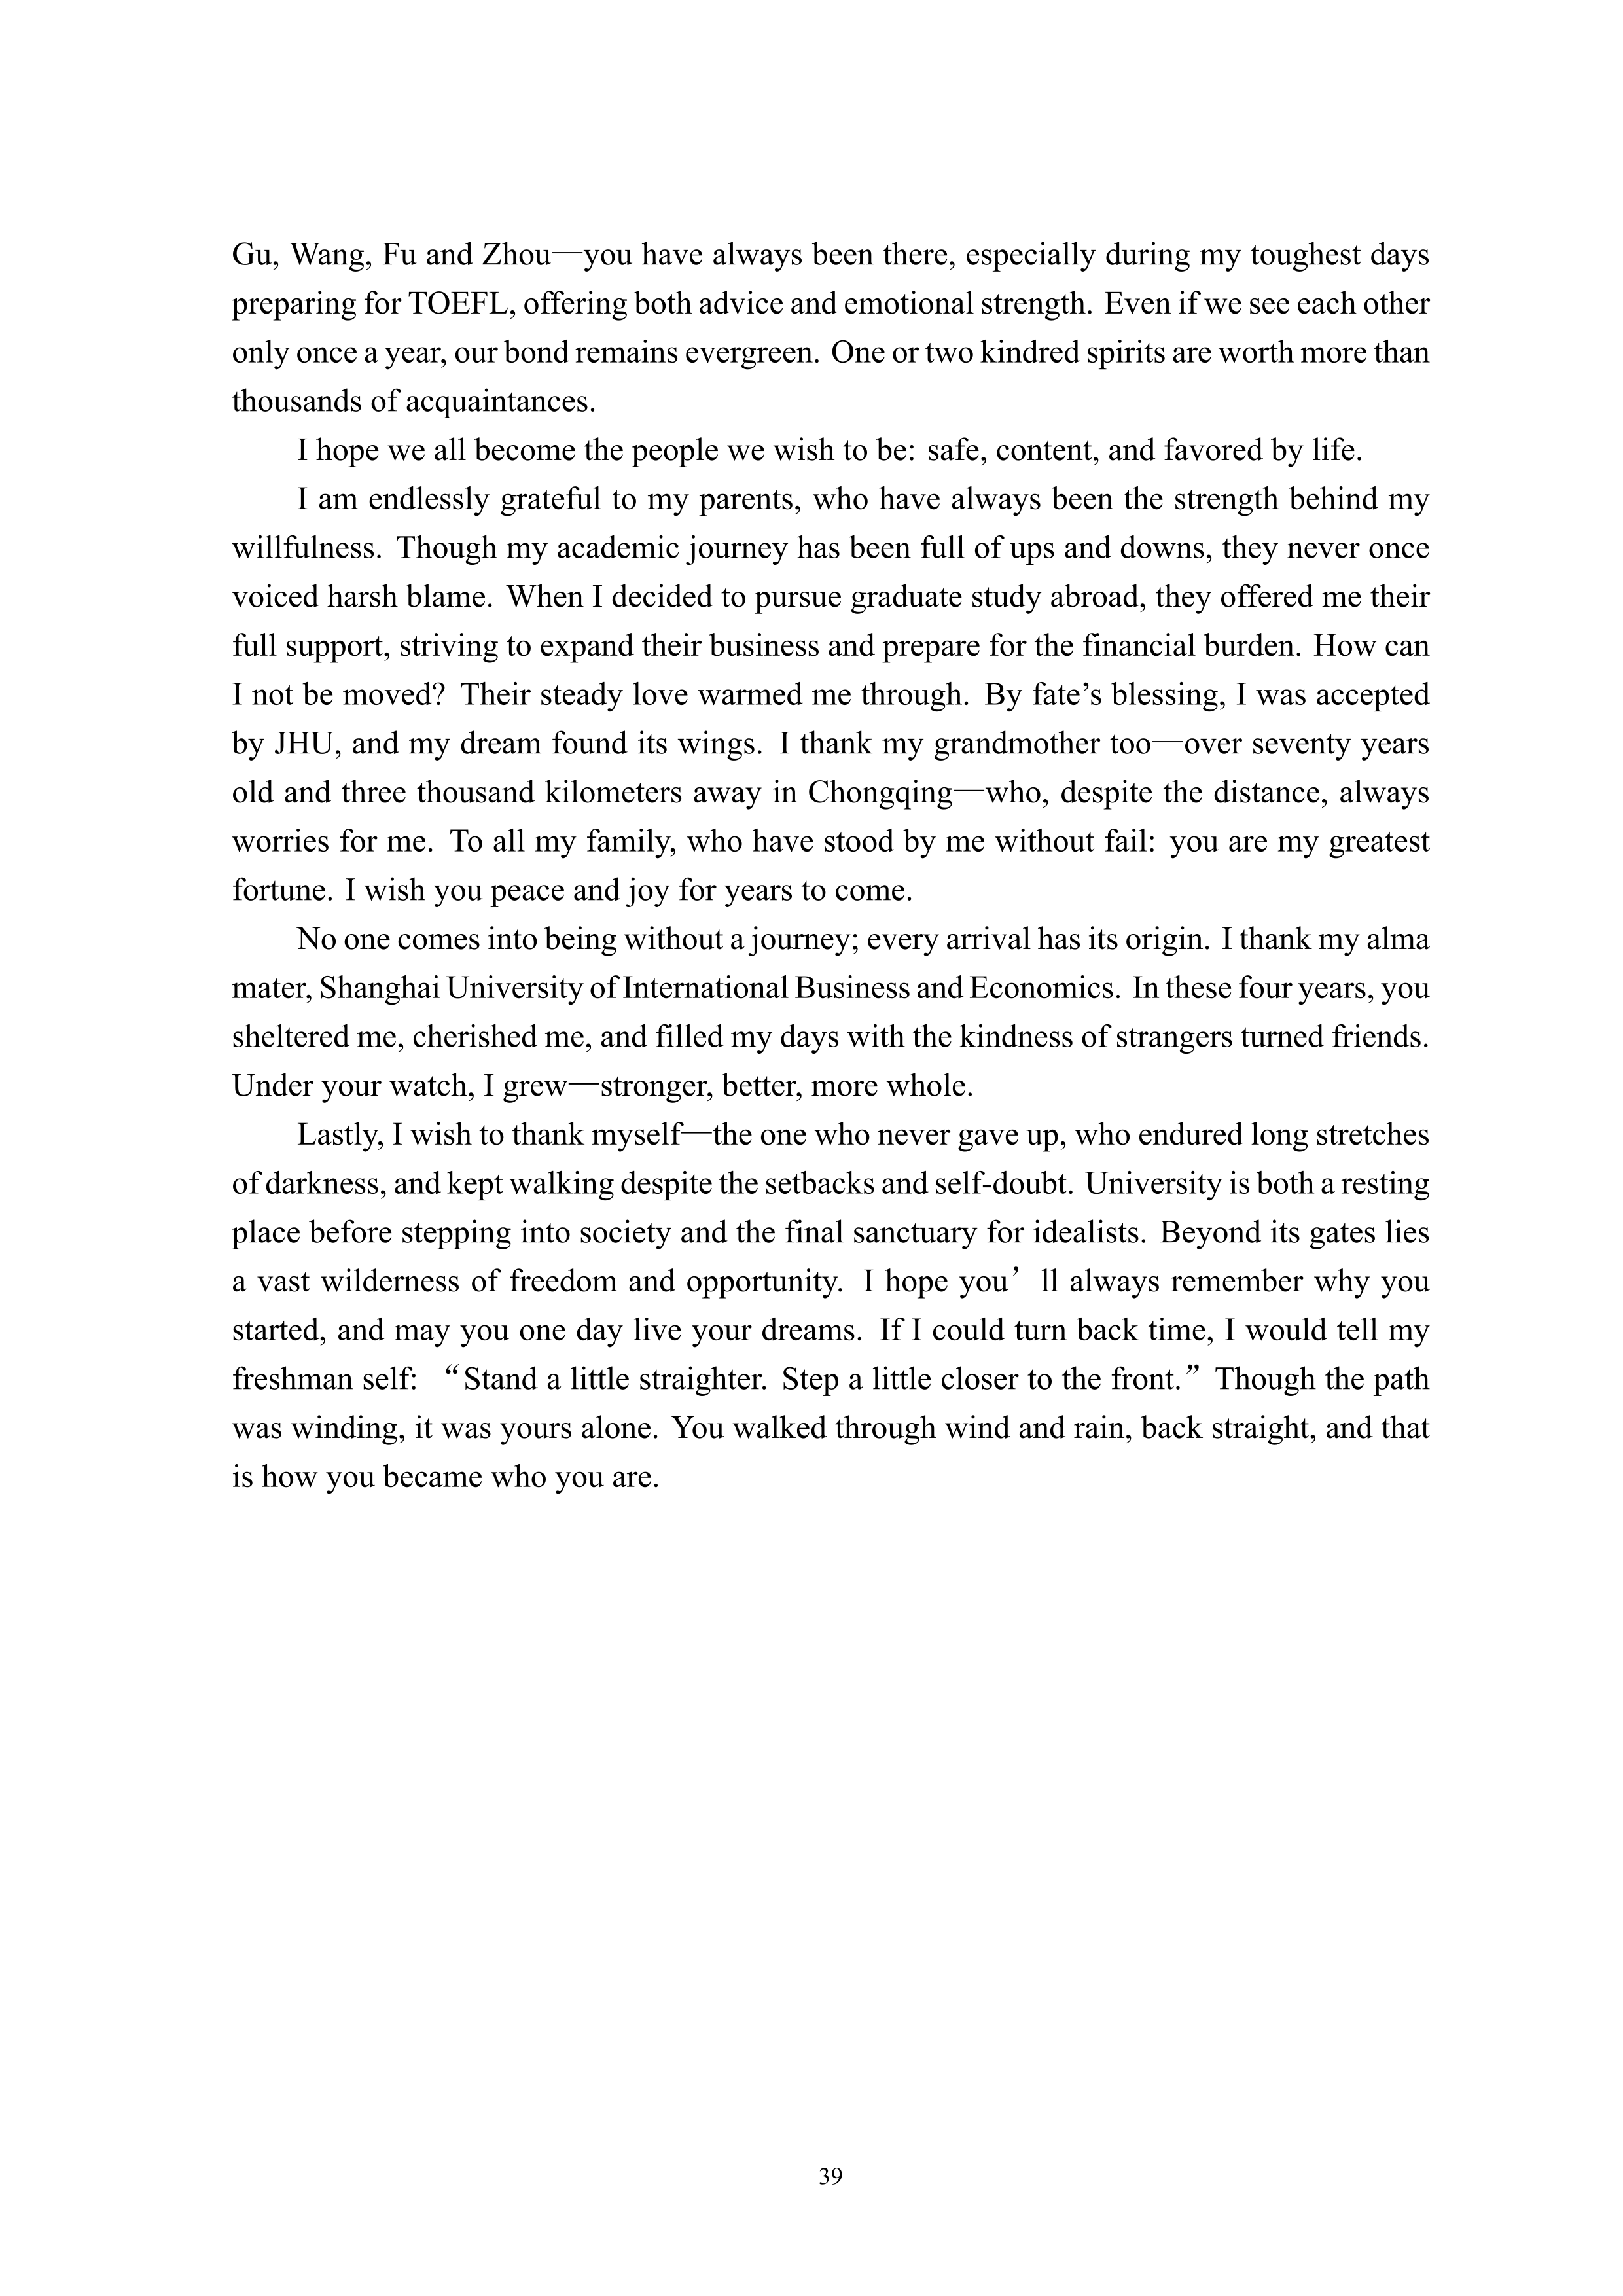 Gu, Wang, Fu and Zhou—you have always been there, especially during my toughest days
preparing for TOEFL, offering both advice and emotional strength. Even if we see each other
only once a year, our bond remains evergreen. One or two kindred spirits are worth more than
thousands of acquaintances.
I hope we all become the people we wish to be: safe, content, and favored by life.
I am endlessly grateful to my parents, who have always been the strength behind my
willfulness. Though my academic journey has been full of ups and downs, they never once
voiced harsh blame. When I decided to pursue graduate study abroad, they offered me their
full support, striving to expand their business and prepare for the financial burden. How can
I not be moved? Their steady love warmed me through. By fate’s blessing, I was accepted
by JHU, and my dream found its wings. I thank my grandmother too—over seventy years
old and three thousand kilometers away in Chongqing—who, despite the distance, always
worries for me. To all my family, who have stood by me without fail: you are my greatest
fortune. I wish you peace and joy for years to come.
No one comes into being without a journey; every arrival has its origin. I thank my alma
mater, Shanghai University of International Business and Economics. In these four years, you
sheltered me, cherished me, and filled my days with the kindness of strangers turned friends.
Under your watch, I grew—stronger, better, more whole.
Lastly, I wish to thank myself—the one who never gave up, who endured long stretches
of darkness, and kept walking despite the setbacks and self-doubt. University is both a resting
place before stepping into society and the final sanctuary for idealists. Beyond its gates lies
a vast wilderness of freedom and opportunity. I hope you’ ll always remember why you
started, and may you one day live your dreams. If I could turn back time, I would tell my
freshman self: “Stand a little straighter. Step a little closer to the front.” Though the path
was winding, it was yours alone. You walked through wind and rain, back straight, and that
is how you became who you are.
39